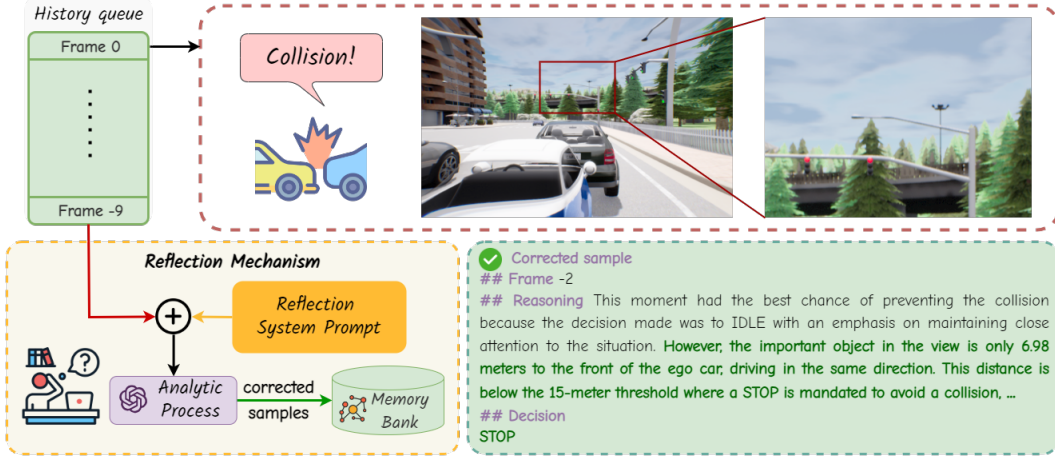 History queue
Frame 0
Frame -9
Collision!
Reflection Mechanism
Reflection
System Prompt
+
?
Analytic
Process
corrected
samples
Memory
Bank
Corrected sample
## Frame -2
## Reasoning This moment had the best chance of preventing the collision
because the decision made was to IDLE with an emphasis on maintaining close
attention to the situation. However, the important object in the view is only 6.98
meters to the front of the ego car, driving in the same direction. This distance is
below the 15-meter threshold where a STOP is mandated to avoid a collision, ...
## Decision
STOP